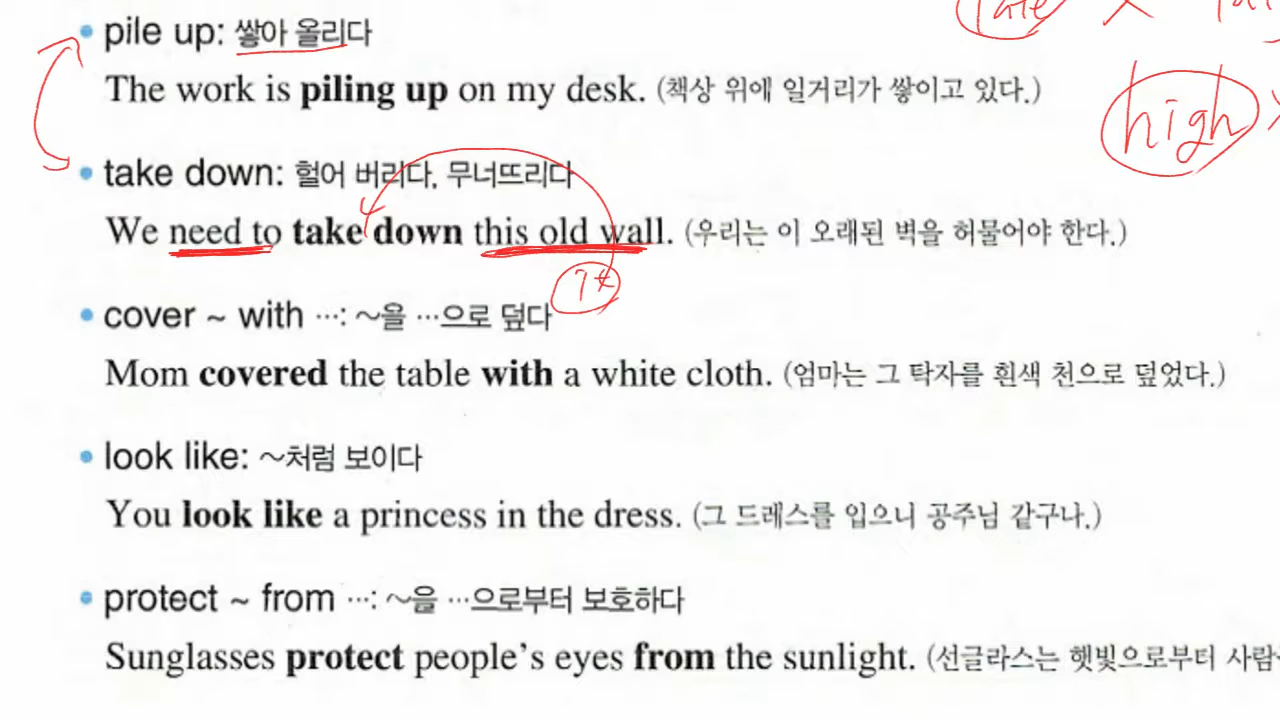 pile up: 쌓아 올리다
The work is piling up on my desk. (책상 위에 일거리가 쌓이고 있다.)
high
take down: 헐어 버리다, 무너뜨리다
We need to take down this old wall. (우리는 이 오래된 벽을 허물어야 한다.)
cover ~ with …: ~을 …으로 덮다
Mom covered the table with a white cloth. (엄마는 그 탁자를 흰색 천으로 덮었다.)
look like: ~처럼 보이다
You look like a princess in the dress. (그 드레스를 입으니 공주님 같구나.)
protect ~ from …: ~을 …으로부터 보호하다
Sunglasses protect people's eyes from the sunlight. (선글라스는 햇빛으로부터 사람